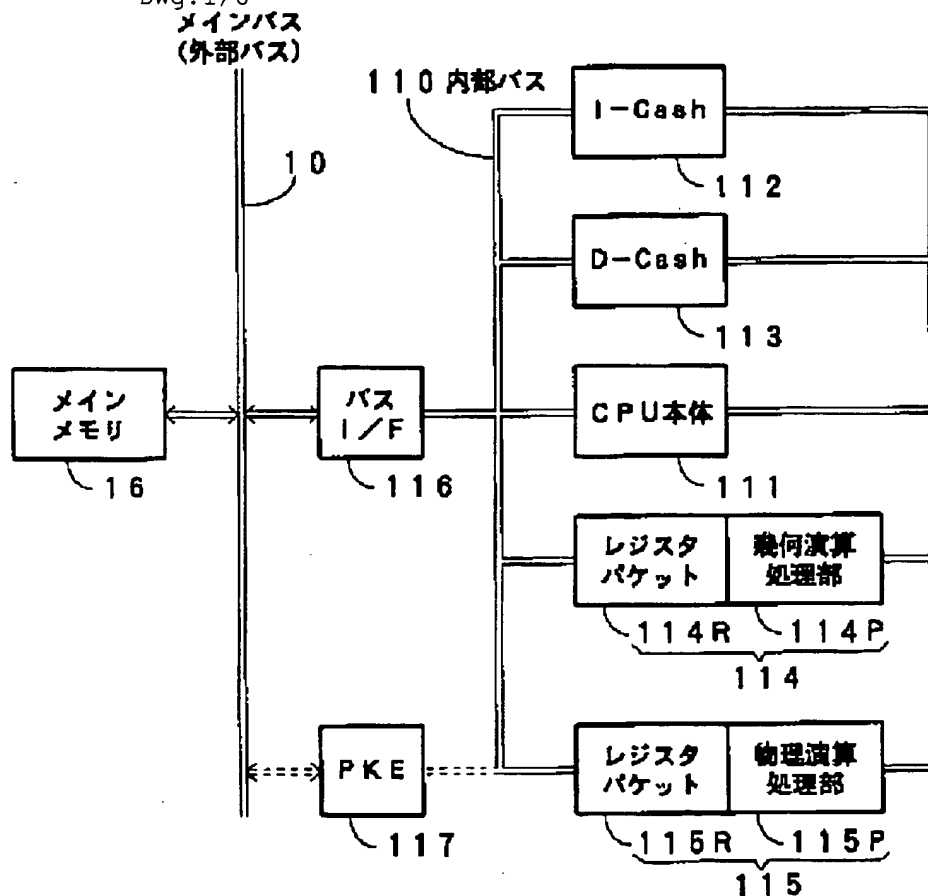 メインバス
(外部バス)
110 内部バス
10
I-Cash
112
D-Cash
113
メイン
メモリ
16
バス
I/F
116
CPU本体
111
レジスタ
パケット
幾何演算
処理部
114R
114P
114
PKE
117
レジスタ
パケット
物理演算
処理部
115R
115P
115